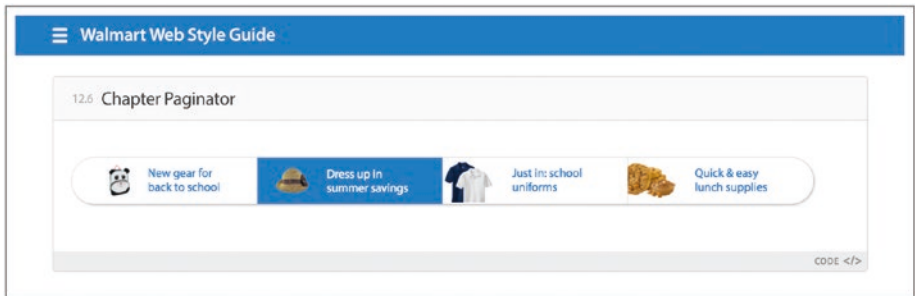 Walmart Web Style Guide
12.6 Chapter Paginator
New gear for
back to school
Dress up in
summer savings
Just in: school
uniforms
Quick & easy
lunch supplies
CODE </>